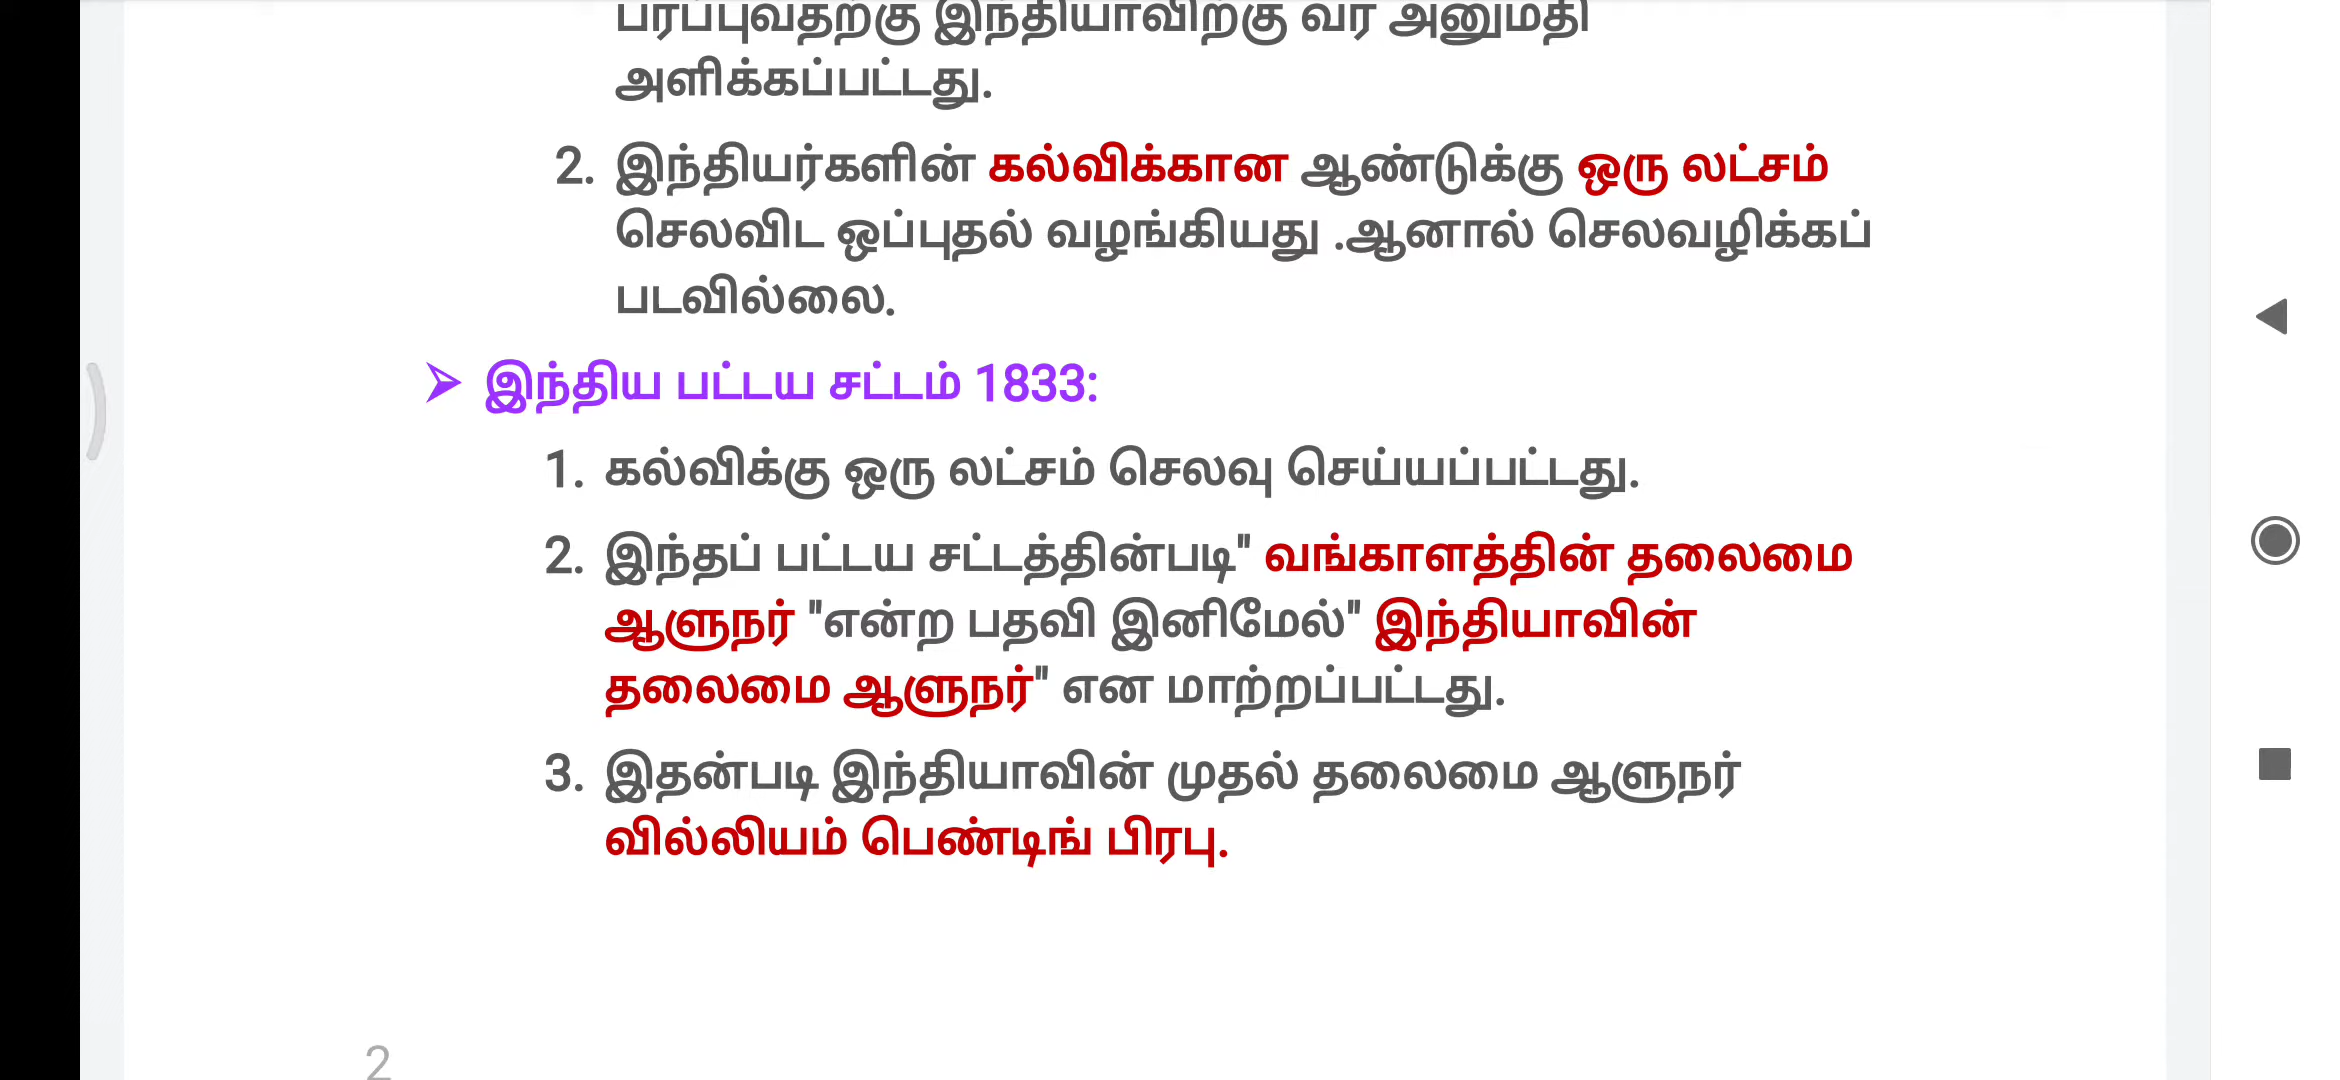 பரப்புவதற்கு இந்தியாவிற்கு வர அனுமதி
அளிக்கப்பட்டது.
2. இந்தியர்களின் கல்விக்கான ஆண்டுக்கு ஒரு லட்சம்
செலவிட ஒப்புதல் வழங்கியது .ஆனால் செலவழிக்கப்
படவில்லை.
➢ இந்திய பட்டய சட்டம் 1833:
1. கல்விக்கு ஒரு லட்சம் செலவு செய்யப்பட்டது.
2. இந்தப் பட்டய சட்டத்தின்படி" வங்காளத்தின் தலைமை
ஆளுநர் "என்ற பதவி இனிமேல்" இந்தியாவின்
தலைமை ஆளுநர்" என மாற்றப்பட்டது.
3. இதன்படி இந்தியாவின் முதல் தலைமை ஆளுநர்
வில்லியம் பெண்டிங் பிரபு.
2